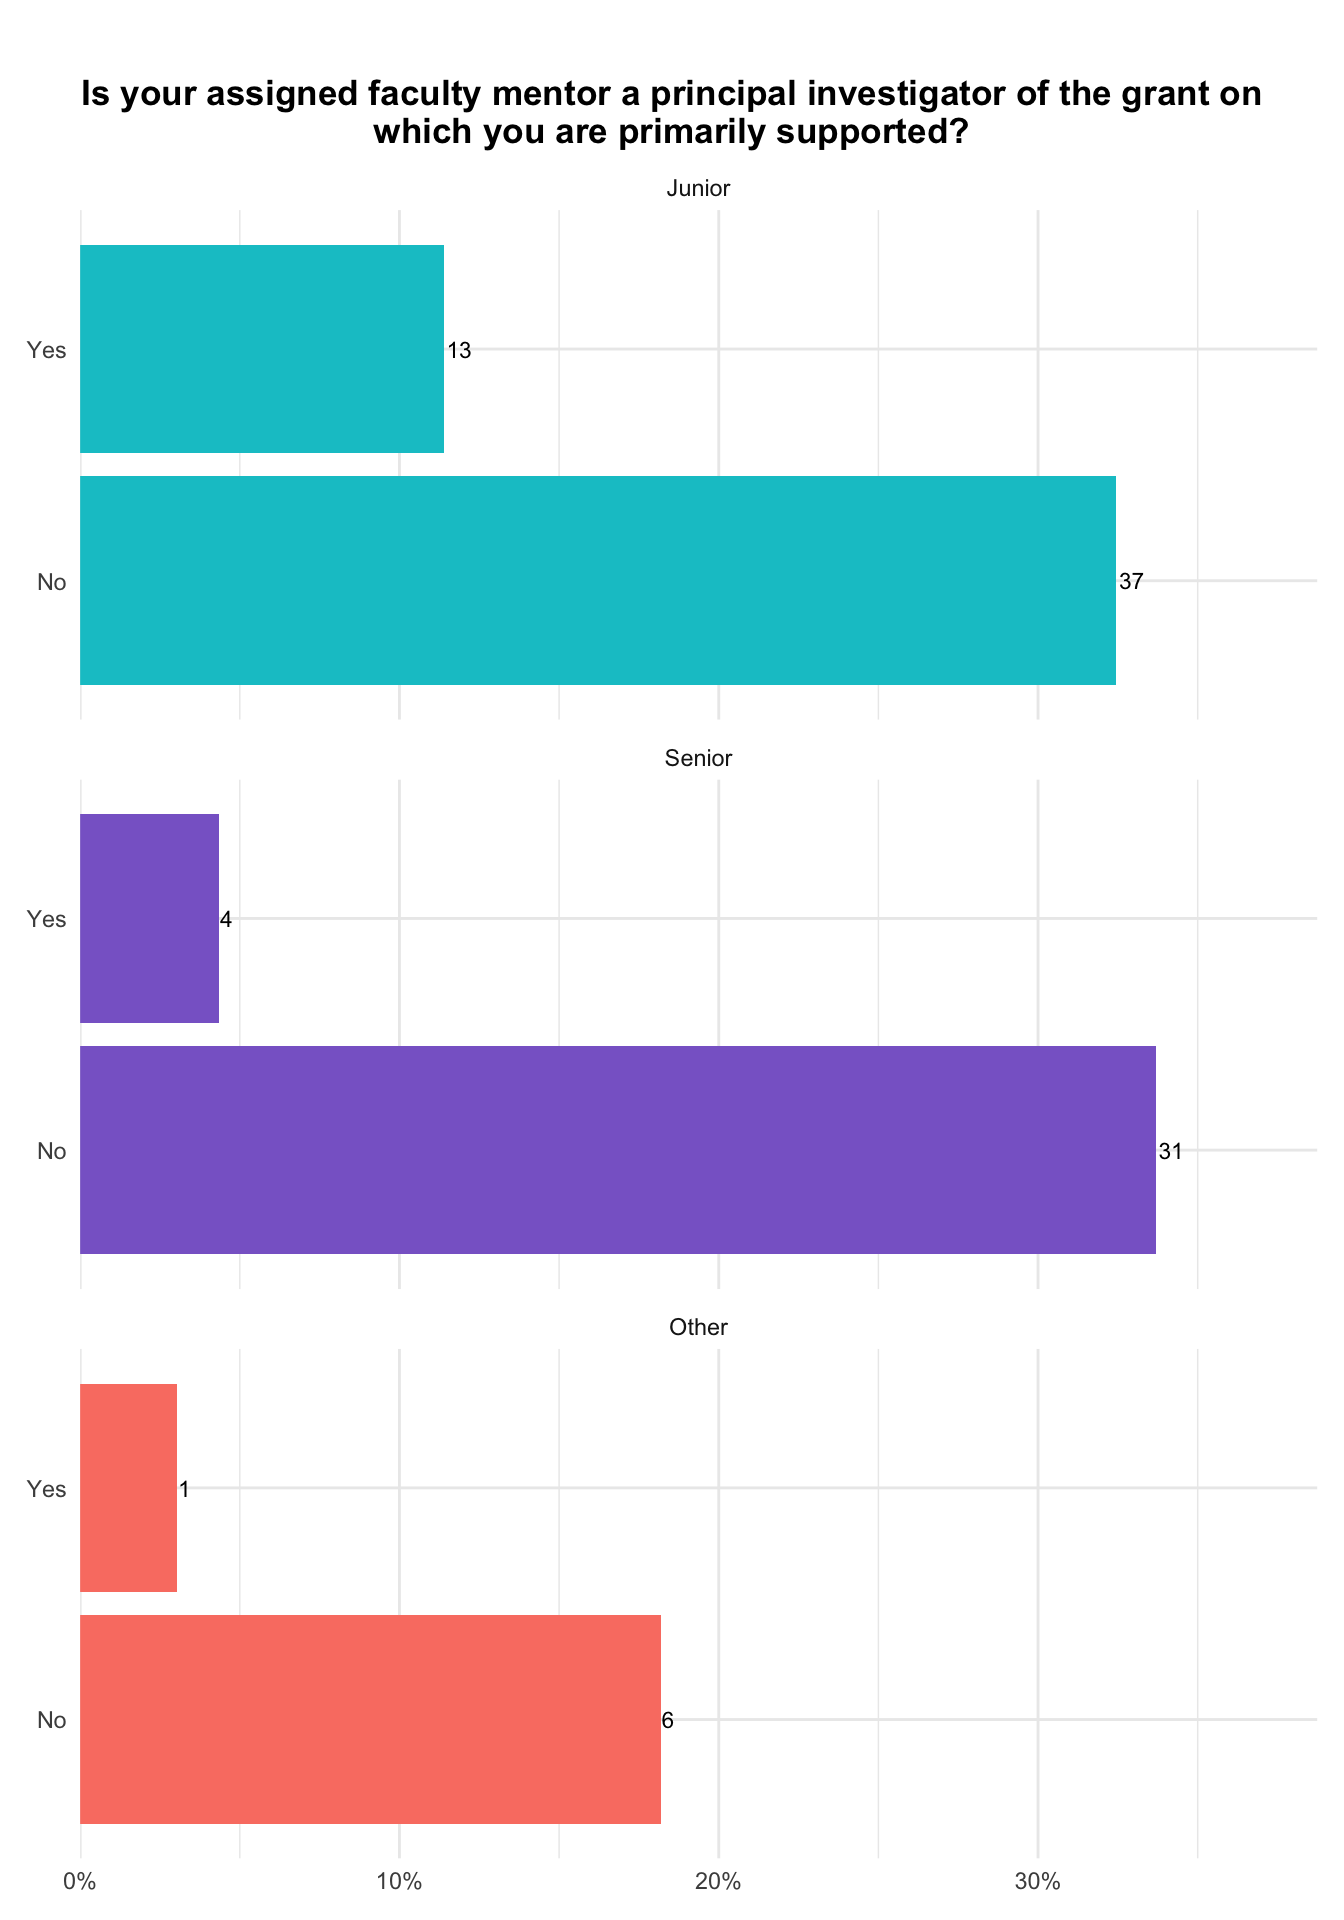 Is your assigned faculty mentor a principal investigator of the grant on
which you are primarily supported?
Junior
Yes
13
No
37
Senior
Yes
4
No
31
Other
Yes
1
No
6
0%
10%
20%
30%